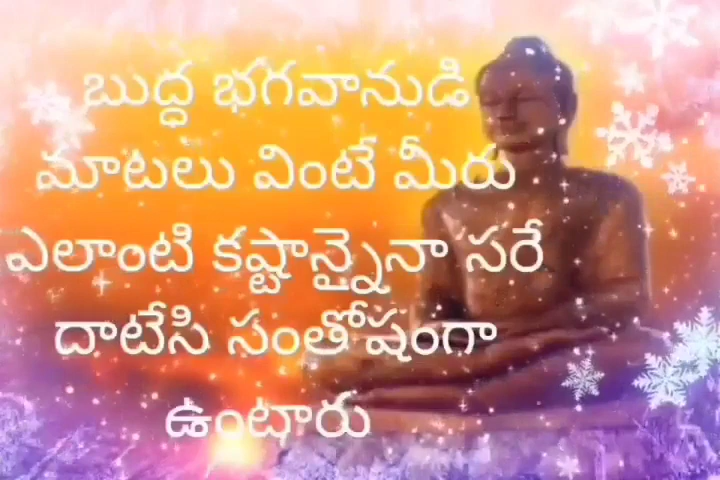 బుద్ధ భగవానుడి
మాటలు వింటే మీరు
ఎలాంటి కష్టాన్నైనా సరే
దాటేసి సంతోషంగా
ఉంటారు